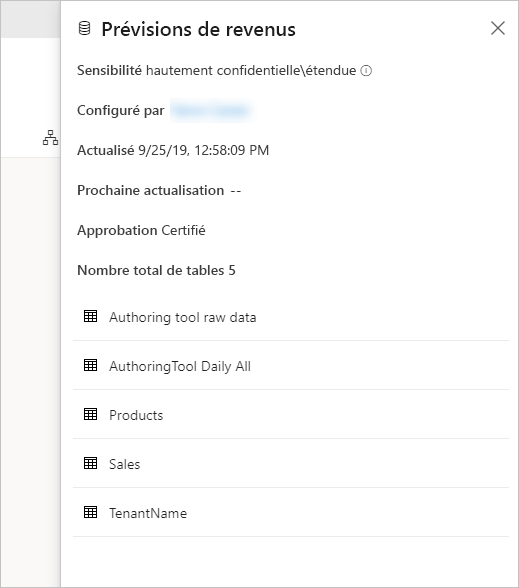 Prévisions de revenus
Sensibilité hautement confidentielle\étendue
Configuré par
Actualisé 9/25/19, 12:58:09 PM
Prochaine actualisation --
Approbation Certifié
Nombre total de tables 5
Authoring tool raw data
AuthoringTool Daily All
Products
Sales
TenantName